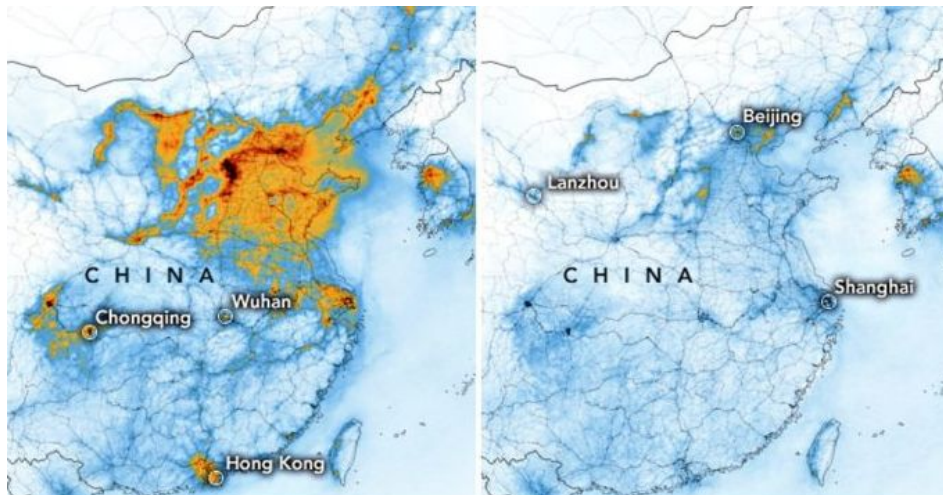 CHINA
Wuhan
Chongqing
Hong Kong
Beijing
Lanzhou
CHINA
Shanghai